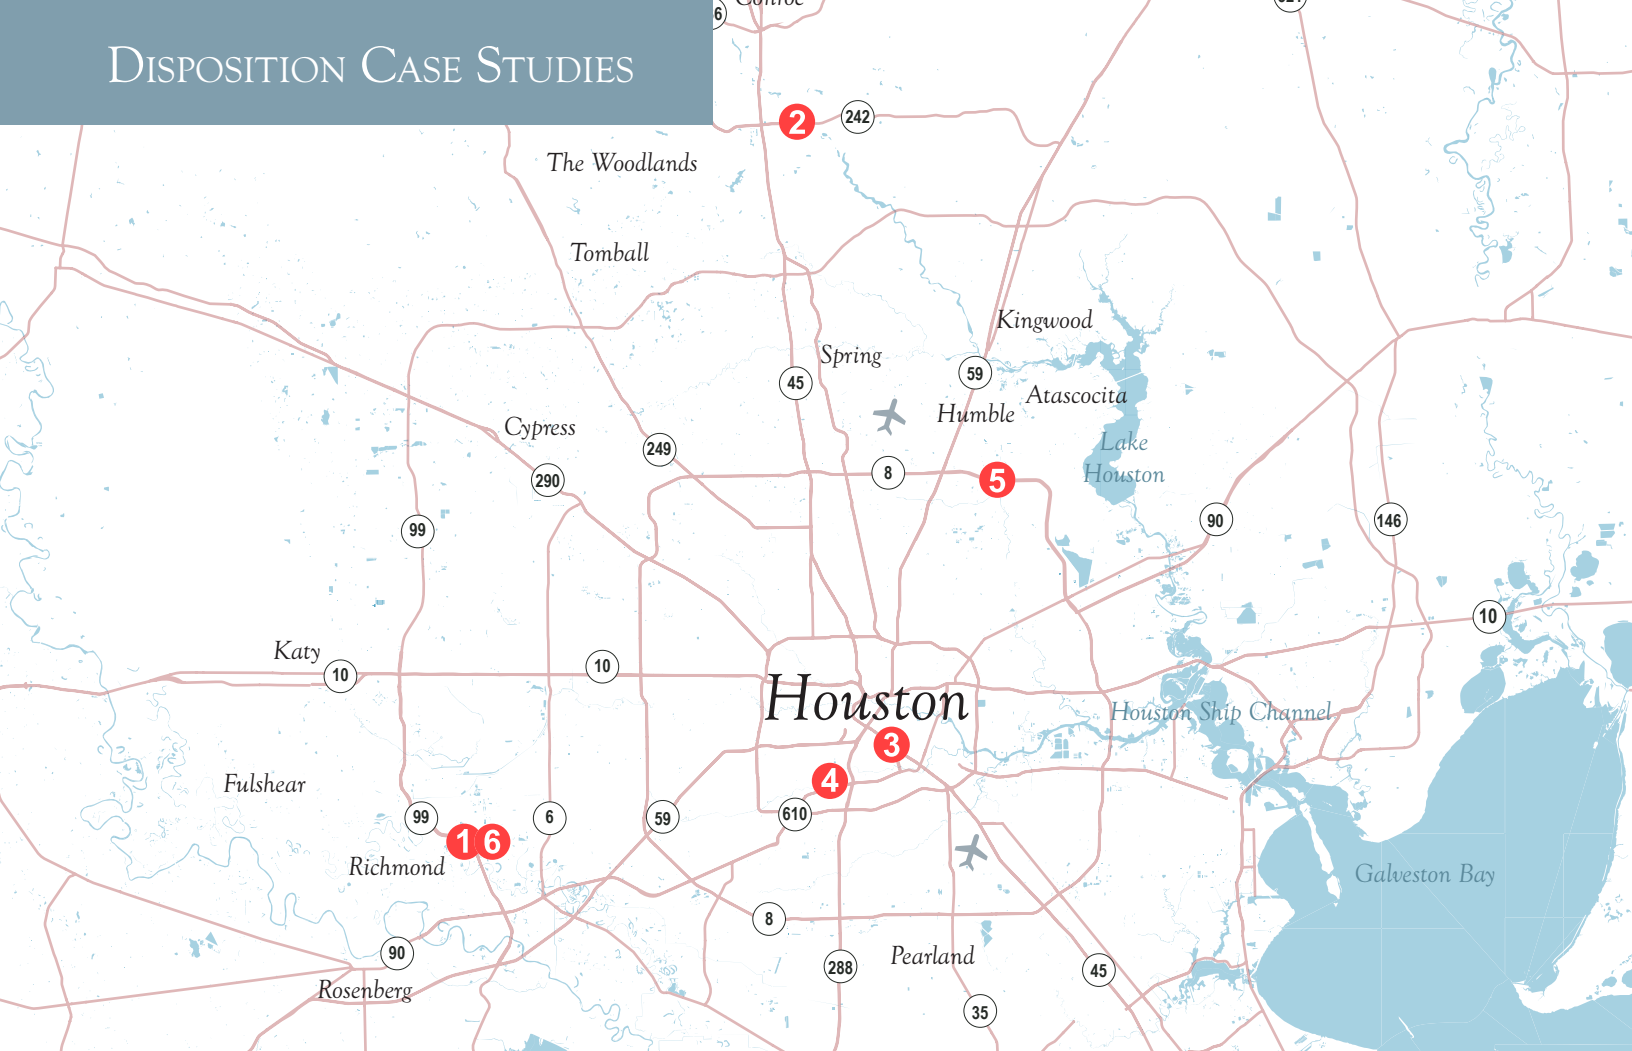 DISPOSITION CASE STUDIES
Conroe
6
2
242
The Woodlands
Tomball
Kingwood
Spring
59
45
Atascocita
Humble
Cypress
Lake
Houston
249
8
5
290
99
90
146
10
Katy
10
10
Houston
Houston Ship Channel
3
4
Fulshear
610
99
6
59
1
6
Richmond
Galveston Bay
8
90
Pearland
288
45
Rosenberg
35